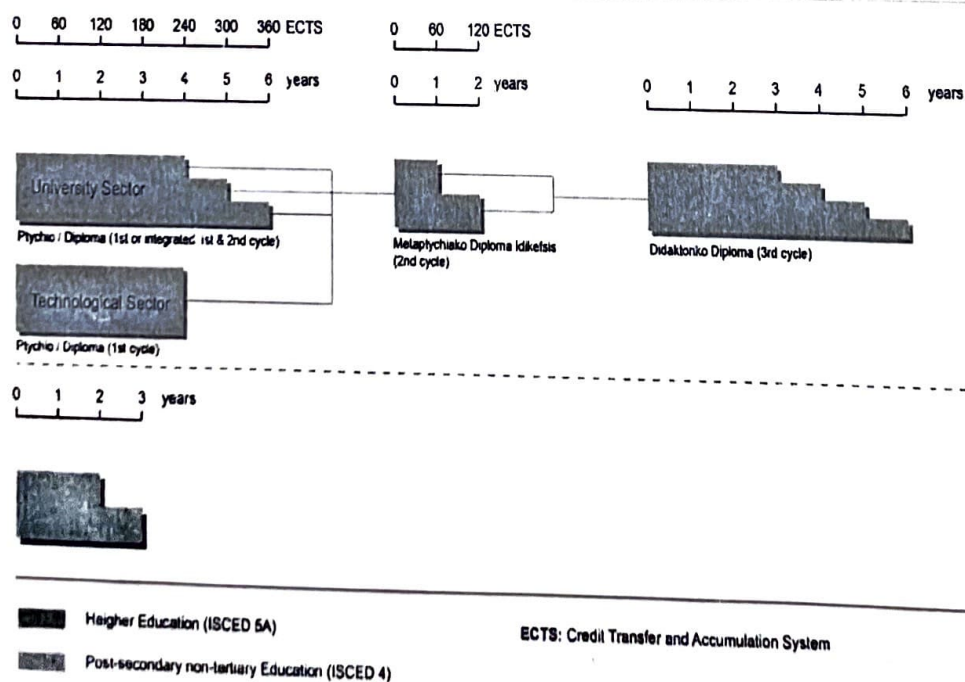 0 60 120 180 240 300 360 ECTS
0 60 120 ECTS
0 1 2 3 4 5 6 years
0 1 2 years
0 1 2 3 4 5 6 years
University Sector
Ptychio / Diploma (1st or integrated 1st & 2nd cycle)
Metaptychiako Diploma Idikefsis
(2nd cycle)
Didaktoriko Diploma (3rd cycle)
Technological Sector
Ptychio / Diploma (1st cycle)
0 1 2 3 years
Heigher Education (ISCED 5A)
ECTS: Credit Transfer and Accumulation System
Post-secondary non-tertiary Education (ISCED 4)